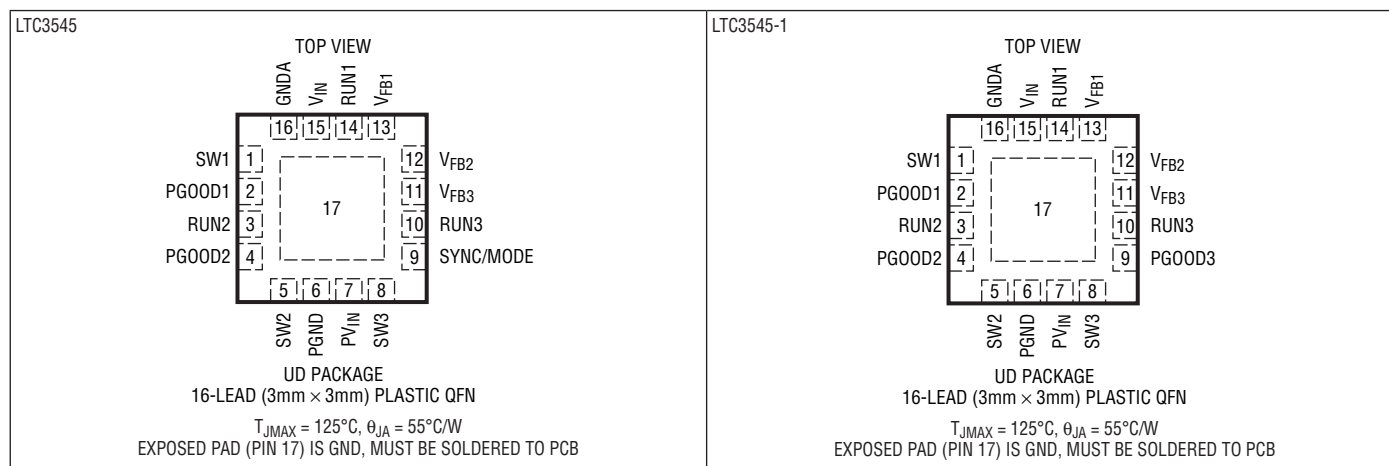 LTC3545
TOP VIEW
GNDA
VIN
RUN1
VFB1
16 15 14 13
SW1 1
PGOOD1 2
RUN2 3
PGOOD2 4
17
12 VFB2
11 VFB3
10 RUN3
9 SYNC/MODE
5 6 7 8
SW2
PGND
PVIN
SW3
UD PACKAGE
16-LEAD (3mm × 3mm) PLASTIC QFN
TJMAX = 125°C, θJA = 55°C/W
EXPOSED PAD (PIN 17) IS GND, MUST BE SOLDERED TO PCB
LTC3545-1
TOP VIEW
GNDA
VIN
RUN1
VFB1
16 15 14 13
SW1 1
PGOOD1 2
RUN2 3
PGOOD2 4
17
12 VFB2
11 VFB3
10 RUN3
9 PGOOD3
5 6 7 8
SW2
PGND
PVIN
SW3
UD PACKAGE
16-LEAD (3mm × 3mm) PLASTIC QFN
TJMAX = 125°C, θJA = 55°C/W
EXPOSED PAD (PIN 17) IS GND, MUST BE SOLDERED TO PCB